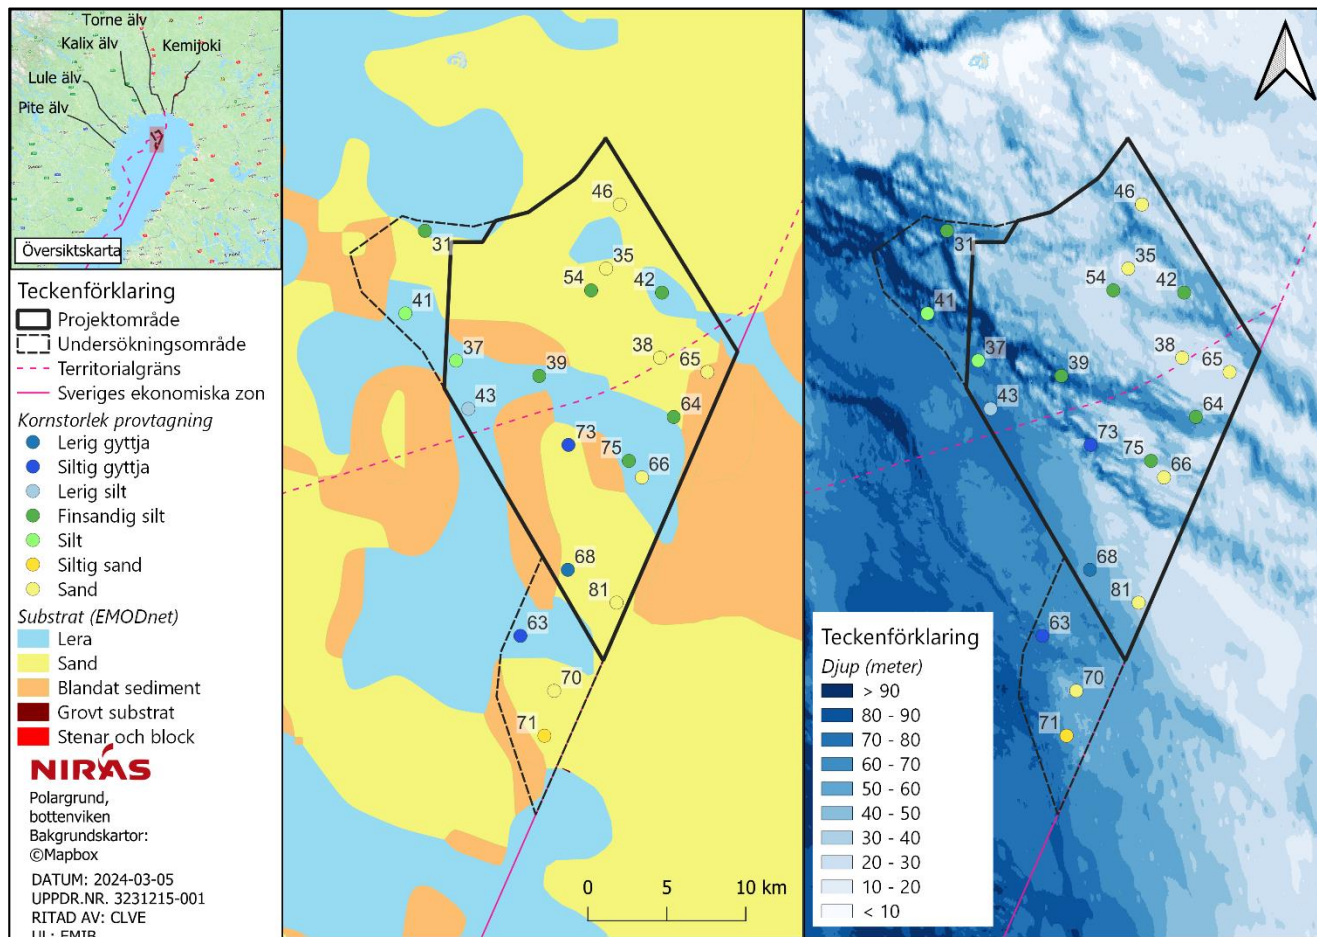 Torne älv
Kalix älv
Kemijoki
Lule älv
Pite älv
Översiktskarta
Teckenförklaring
Projektområde
Undersökningsområde
Territorialgräns
Sveriges ekonomiska zon
Kornstorlek provtagning
Lerig gyttja
Siltig gyttja
Lerig silt
Finsandig silt
Silt
Siltig sand
Sand
Substrat (EMODnet)
Lera
Sand
Blandat sediment
Grovt substrat
Stenar och block
NIRAS
Polargrund,
bottenviken
Bakgrundskartor:
©Mapbox
DATUM: 2024-03-05
UPPDR.NR. 3231215-001
RITAD AV: CLVE
46
31
35
54
42
41
37
38
65
39
43
64
73
75
66
68
81
63
70
71
0 5 10 km
46
31
35
54
42
41
37
38
65
39
43
64
73
75
66
68
81
63
70
71
Teckenförklaring
Djup (meter)
> 90
80 - 90
70 - 80
60 - 70
50 - 60
40 - 50
30 - 40
20 - 30
10 - 20
< 10